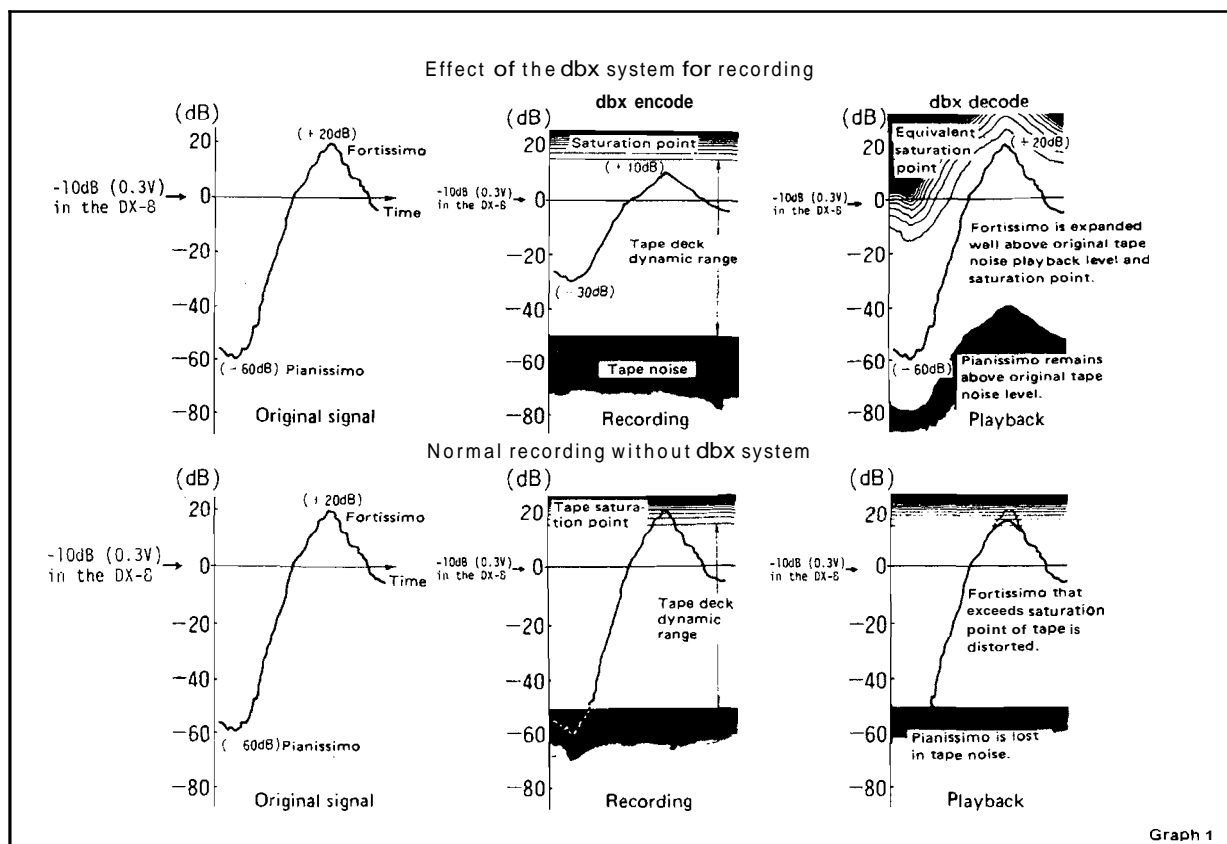 Effect of the dbx system for recording
(dB)
20
0
−20
−40
−60
−80
(+20dB)
Fortissimo
-10dB (0.3V)
in the DX-8
Time
(−60dB) Pianissimo
Original signal
dbx encode
(dB)
20
0
−20
−40
−60
−80
Saturation point
(+10dB)
-10dB (0.3V)
in the DX-8
Tape deck
dynamic range
(−30dB)
Tape noise
Recording
dbx decode
(dB)
20
0
−20
−40
−60
−80
Equivalent
saturation
point
(+20dB)
-10dB (0.3V)
in the DX-8
Fortissimo is expanded
well above original tape
noise playback level and
saturation point.
(−60dB)
Pianissimo remains
above original tape
noise level.
Playback
Normal recording without dbx system
(dB)
20
0
−20
−40
−60
−80
(+20dB)
Fortissimo
-10dB (0.3V)
in the DX-8
Time
( 60dB) Pianissimo
Original signal
(dB)
20
0
−20
−40
−60
−80
Tape satura-
tion point
-10dB (0.3V)
in the DX-8
Tape deck
dynamic
range
Recording
(dB)
20
0
−20
−40
−60
−80
-10dB (0.3V)
in the DX-8
Fortissimo that
exceeds saturation
point of tape is
distorted.
Pianissimo is lost
in tape noise.
Playback
Graph 1